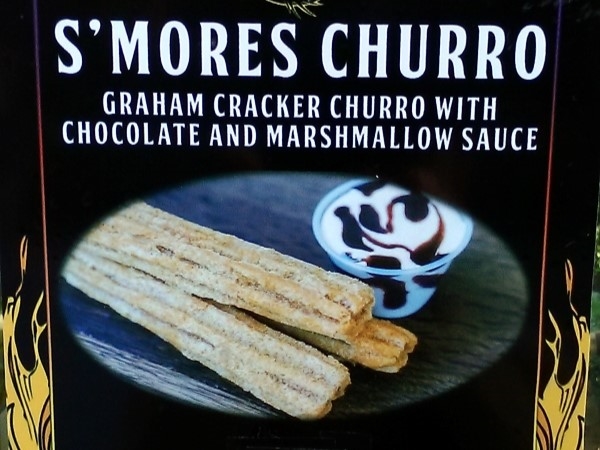 S'MORES CHURRO
GRAHAM CRACKER CHURRO WITH
CHOCOLATE AND MARSHMALLOW SAUCE